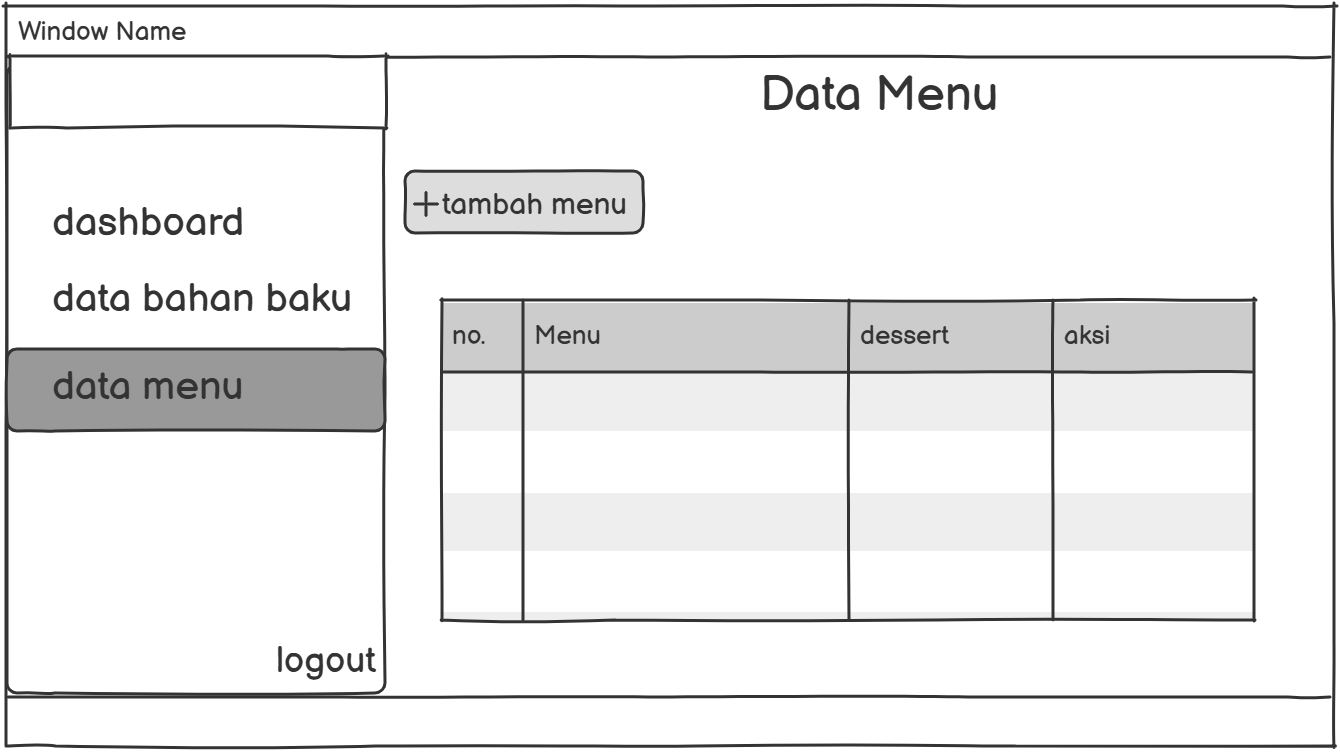 Window Name
Data Menu
+tambah menu
dashboard
data bahan baku
data menu
logout
no. Menu dessert aksi